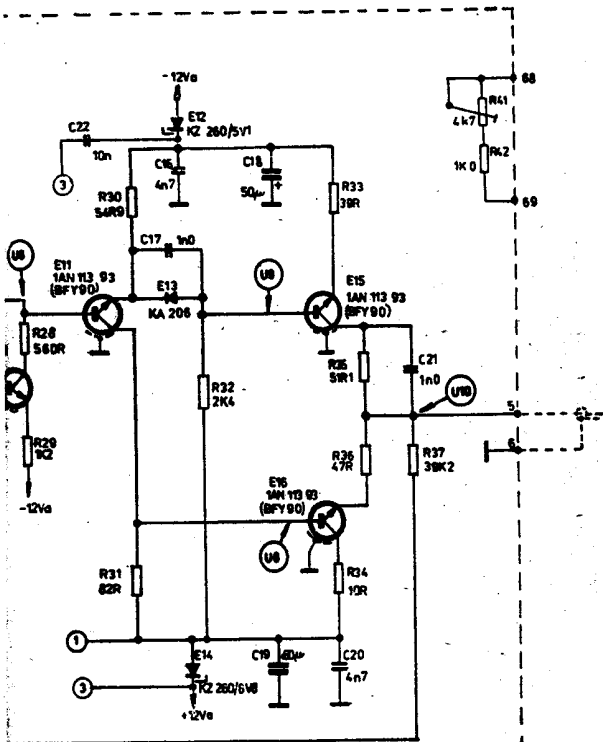 -12Va
E12
KZ 260/5V1
C22
10n
3
C16
4n7
C18
50µ
+
R30
54R9
R33
39R
R41
4k7
R42
1K0
68
69
C17 1n0
U6
E11
1AN 113 93
(BFY90)
E13
KA 206
U8
E15
1AN 113 93
(BFY90)
R28
560R
R29
1K2
-12Va
R32
2K4
R35
51R1
C21
1n0
U10
5
6
R36
47R
R37
39K2
E16
1AN 113 93
(BFY90)
R31
82R
R34
10R
1
E14
KZ 260/6V8
3
+12Va
C19
C20
4n7